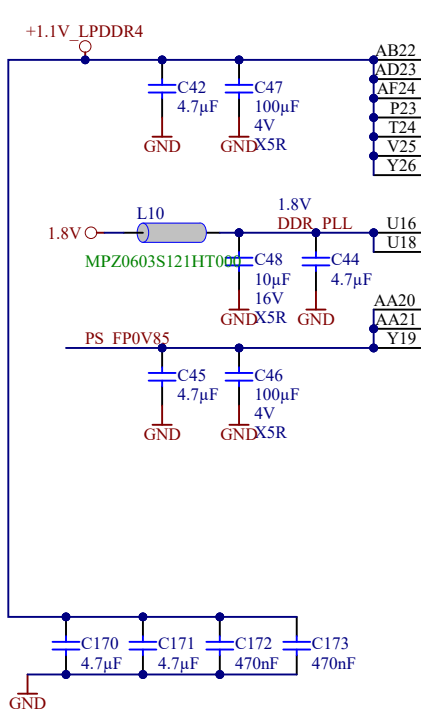 +1.1V_LPDDR4
AB22
AD23
AF24
P23
T24
V25
Y26
C42
4.7µF
GND
C47
100µF
4V
X5R
GND
1.8V
L10
MPZ0603S121HT000
1.8V
DDR_PLL
U16
U18
C48
10µF
16V
X5R
GND
C44
4.7µF
GND
AA20
AA21
Y19
PS_FP0V85
C45
4.7µF
GND
C46
100µF
4V
X5R
GND
C170
4.7µF
C171
4.7µF
C172
470nF
C173
470nF
GND